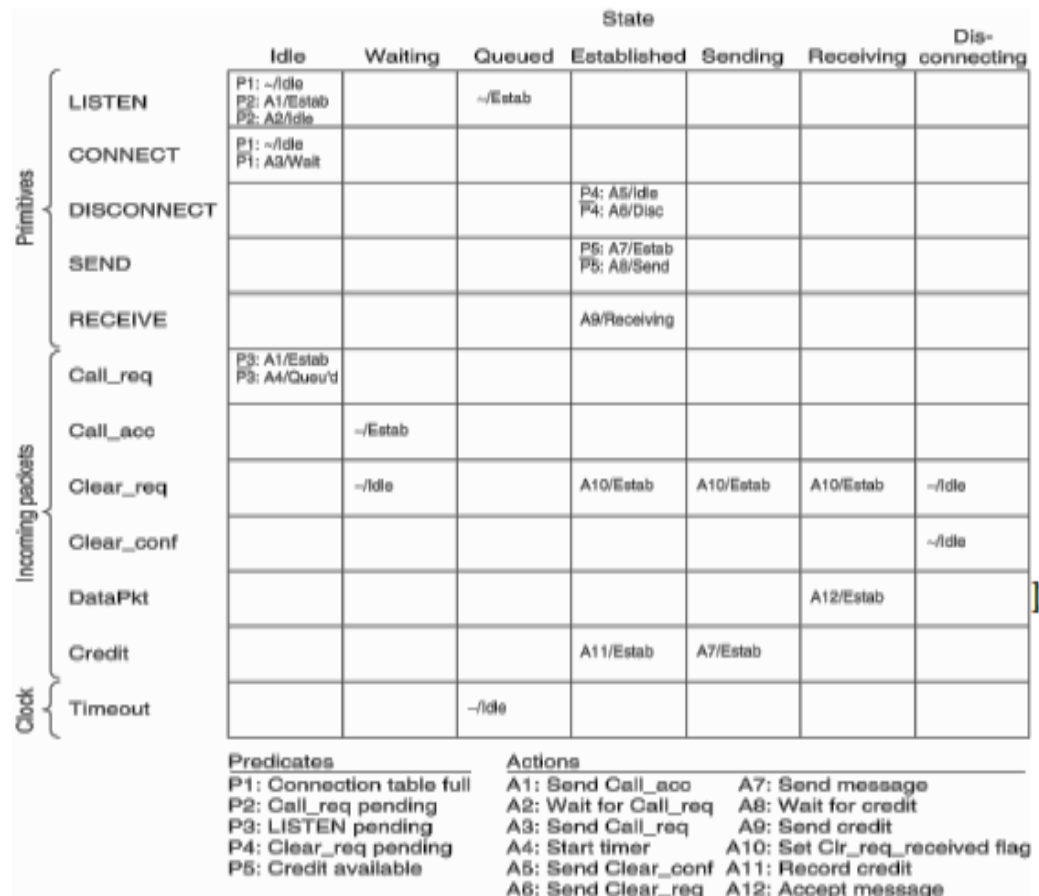 State
Idle Waiting Queued Established Sending Receiving Dis-
connecting
Primitives
LISTEN
P1: ~/Idle
P2: A1/Estab
P2: A2/Idle
~/Estab
CONNECT
P1: ~/Idle
P1: A3/Wait
DISCONNECT
P4: A5/Idle
P4: A6/Disc
SEND
P5: A7/Estab
P5: A8/Send
RECEIVE
A9/Receiving
Incoming packets
Call_req
P3: A1/Estab
P3: A4/Queu'd
Call_acc
~/Estab
Clear_req
~/Idle A10/Estab A10/Estab A10/Estab ~/Idle
Clear_conf
~/Idle
DataPkt
A12/Estab
]
Credit
A11/Estab A7/Estab
Clock
Timeout
~/Idle
Predicates
P1: Connection table full
P2: Call_req pending
P3: LISTEN pending
P4: Clear_req pending
P5: Credit available
Actions
A1: Send Call_acc
A2: Wait for Call_req
A3: Send Call_req
A4: Start timer
A5: Send Clear_conf
A6: Send Clear_req
A7: Send message
A8: Wait for credit
A9: Send credit
A10: Set Clr_req_received flag
A11: Record credit
A12: Accept message